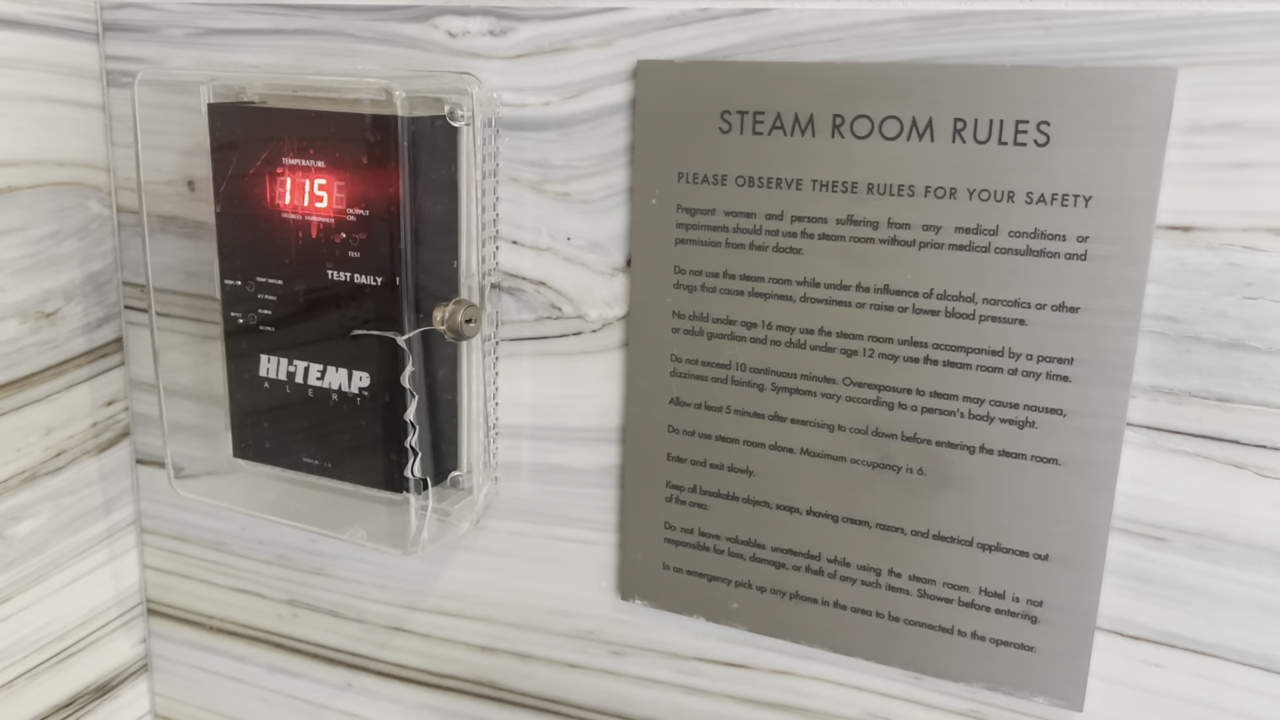 TEMPERATURE
115
DEGREES FAHRENHEIT
OUTPUT
ON
TEST
TEST DAILY
OUTPUT
HI-TEMP
ALERT
STEAM ROOM RULES
PLEASE OBSERVE THESE RULES FOR YOUR SAFETY
Pregnant women and persons suffering from any medical conditions or
impairments should not use the steam room without prior medical consultation and
permission from their doctor.
Do not use the steam room while under the influence of alcohol, narcotics or other
drugs that cause sleepiness, drowsiness or raise or lower blood pressure.
No child under age 16 may use the steam room unless accompanied by a parent
or adult guardian and no child under age 12 may use the steam room at any time.
Do not exceed 10 continuous minutes. Overexposure to steam may cause nausea,
dizziness and fainting. Symptoms vary according to a person's body weight.
Allow at least 5 minutes after exercising to cool down before entering the steam room.
Do not use steam room alone. Maximum occupancy is 6.
Enter and exit slowly.
Keep all breakable objects, soaps, shaving cream, razors, and electrical appliances out
of the area.
Do not leave valuables unattended while using the steam room. Hotel is not
responsible for loss, damage, or theft of any such items. Shower before entering.
In an emergency pick up any phone in the area to be connected to the operator.